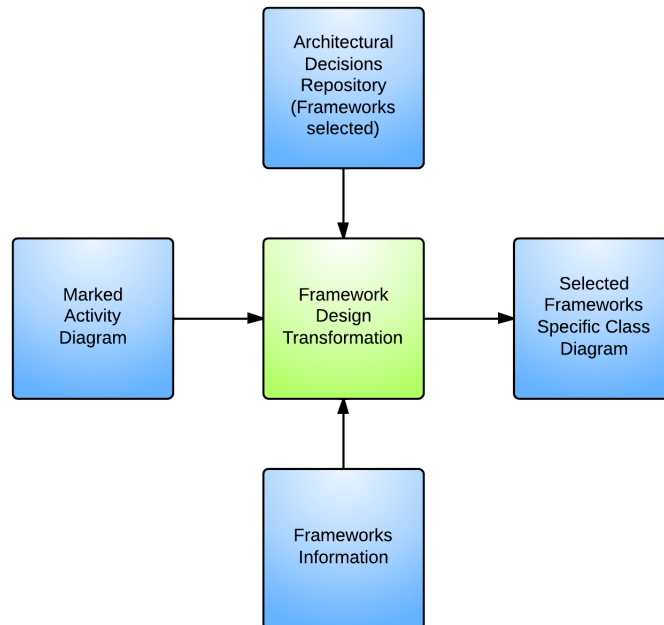 Architectural
Decisions
Repository
(Frameworks
selected)
Marked
Activity
Diagram
Framework
Design
Transformation
Selected
Frameworks
Specific Class
Diagram
Frameworks
Information